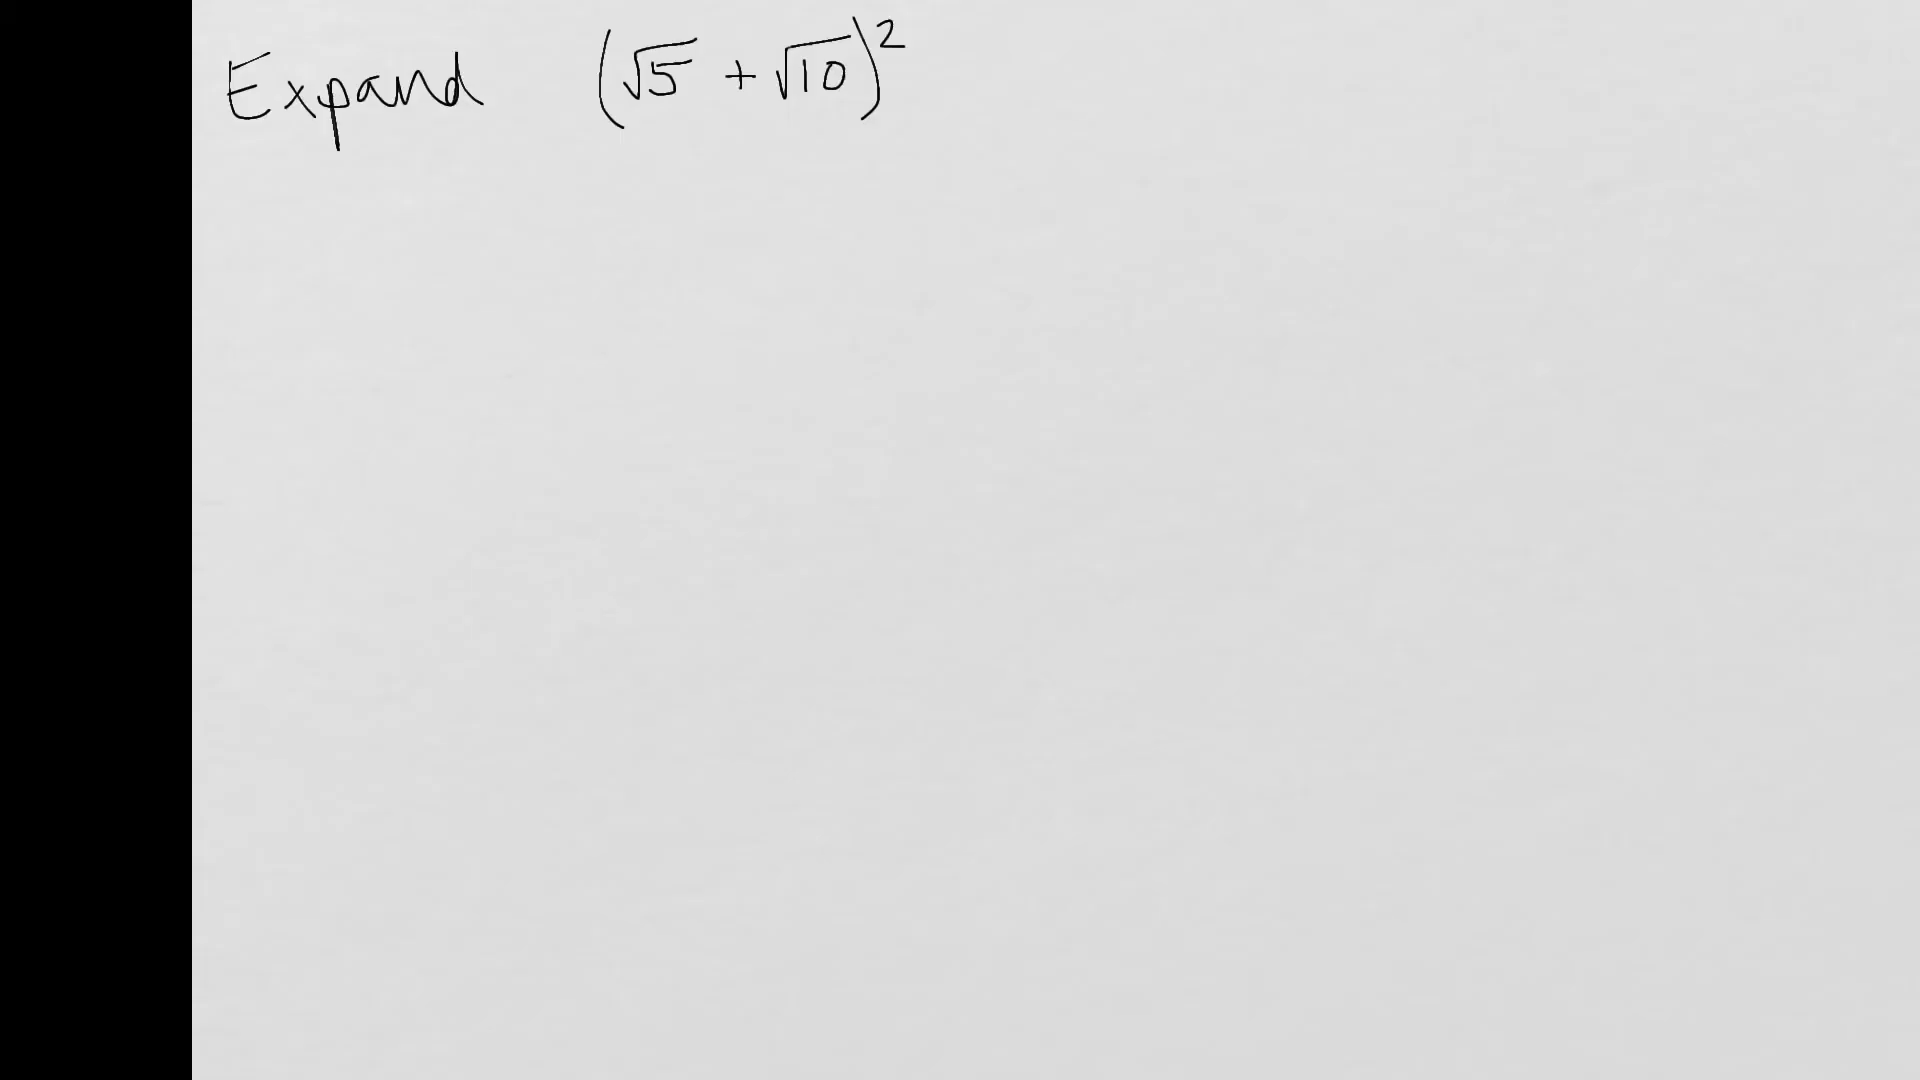 Expand (√5 + √10)²